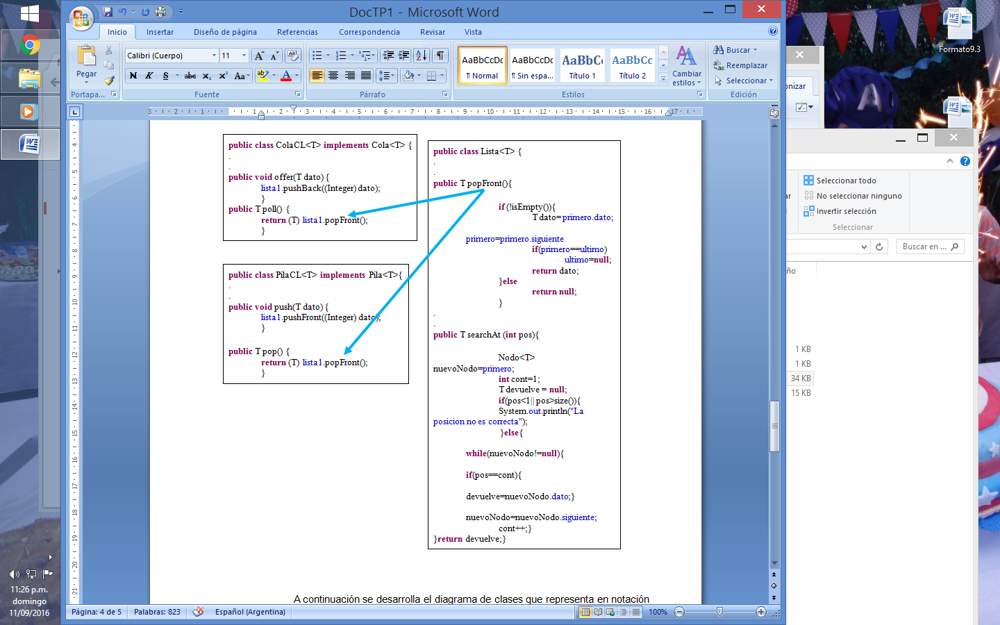 DocTP1 - Microsoft Word
Inicio
Insertar
Diseño de página
Referencias
Correspondencia
Revisar
Vista
Pegar
Portapa...
Calibri (Cuerpo)
11
N K S abc x₂ x² Aa
Fuente
Párrafo
AaBbCcDc
¶ Normal
AaBbCcDc
¶ Sin espa...
AaBbCc
Título 1
AaBbCc
Título 2
Cambiar
estilos
Estilos
Buscar
Reemplazar
Seleccionar
Edición
3 2 1 1 2 3 4 5 6 7 8 9 10 11 12 13 14 15 16 17
public class ColaCL<T> implements Cola<T> {
.
.
public void offer(T dato) {
lista1.pushBack((Integer) dato);
}
public T poll() {
return (T) lista1.popFront();
}
public class PilaCL<T> implements Pila<T>{
.
.
public void push(T dato) {
lista1.pushFront((Integer) dato);
}
public T pop() {
return (T) lista1.popFront();
}
public class Lista<T> {
.
.
public T popFront(){
if (!isEmpty()){
T dato=primero.dato;
primero=primero.siguiente
if(primero==ultimo)
ultimo=null;
return dato;
}else
return null;
}
.
.
public T searchAt (int pos){
Nodo<T>
nuevoNodo=primero;
int cont=1;
T devuelve = null;
if(pos<1|| pos>size()){
System.out.println("La
posicion no es correcta");
}else{
while(nuevoNodo!=null){
if(pos==cont){
devuelve=nuevoNodo.dato;}
nuevoNodo=nuevoNodo.siguiente;
cont++;}
}return devuelve;}
A continuación se desarrolla el diagrama de clases que representa en notación
Página: 4 de 5
Palabras: 823
Español (Argentina)
100%
Formato9.3
onizar
Seleccionar todo
No seleccionar ninguno
Invertir selección
Seleccionar
ar
Buscar en ...
ño
1 KB
1 KB
34 KB
15 KB
11:26 p.m.
domingo
11/09/2016